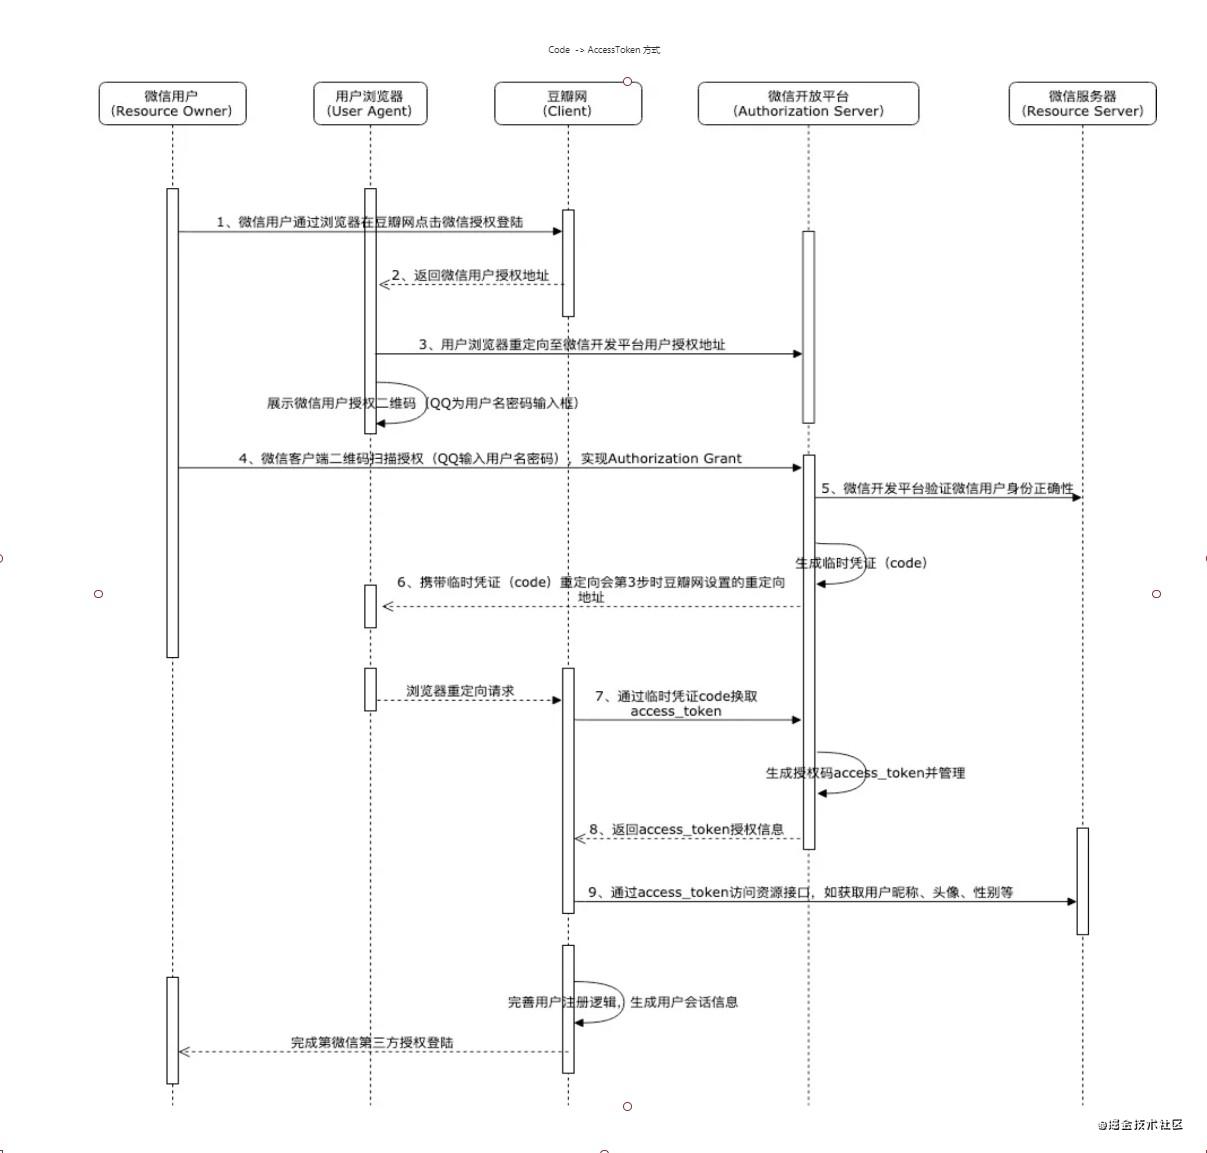 Code -> AccessToken 方式
微信用户
(Resource Owner)
用户浏览器
(User Agent)
豆瓣网
(Client)
微信开放平台
(Authorization Server)
微信服务器
(Resource Server)
1、微信用户通过浏览器在豆瓣网点击微信授权登陆
2、返回微信用户授权地址
3、用户浏览器重定向至微信开发平台用户授权地址
展示微信用户授权二维码（QQ为用户名密码输入框）
4、微信客户端二维码扫描授权（QQ输入用户名密码），实现Authorization Grant
5、微信开发平台验证微信用户身份正确性
生成临时凭证（code）
6、携带临时凭证（code）重定向会第3步时豆瓣网设置的重定向
地址
浏览器重定向请求
7、通过临时凭证code换取
access_token
生成授权码access_token并管理
8、返回access_token授权信息
9、通过access_token访问资源接口，如获取用户昵称、头像、性别等
完善用户注册逻辑，生成用户会话信息
完成第微信第三方授权登陆
@掘金技术社区